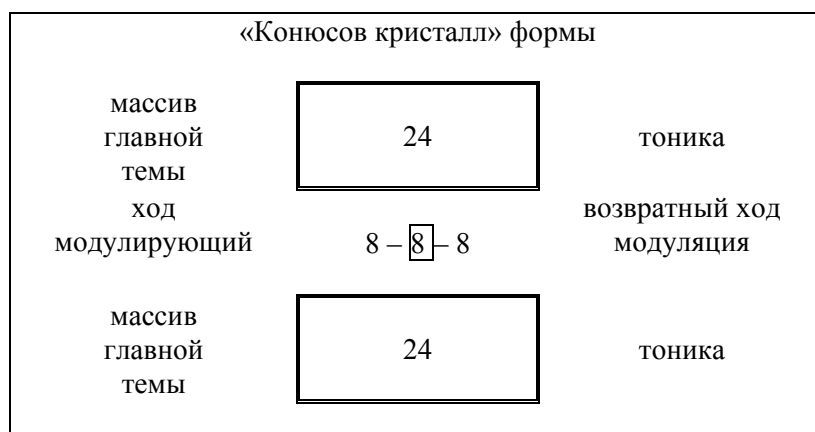 «Конюсов кристалл» формы
массив
главной
темы
24
тоника
ход
модулирующий
8 – 8 – 8
возвратный ход
модуляция
массив
главной
темы
24
тоника